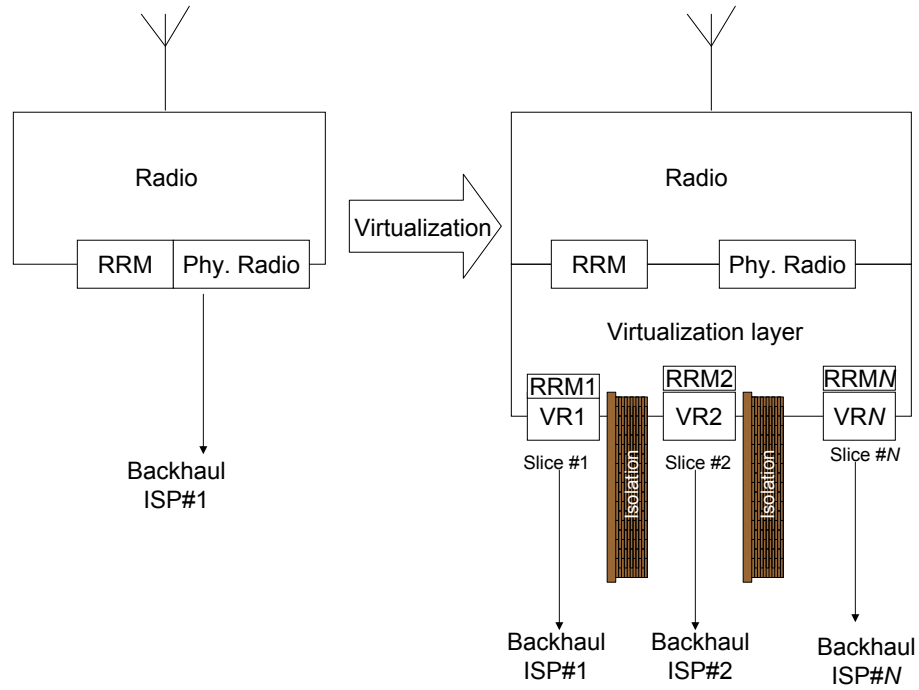 Radio
RRM
Phy. Radio
Backhaul
ISP#1
Virtualization
Radio
RRM
Phy. Radio
Virtualization layer
RRM1
RRM2
RRMN
VR1
VR2
VRN
Slice #1
Slice #2
Slice #N
Isolation
Isolation
Backhaul
ISP#1
Backhaul
ISP#2
Backhaul
ISP#N